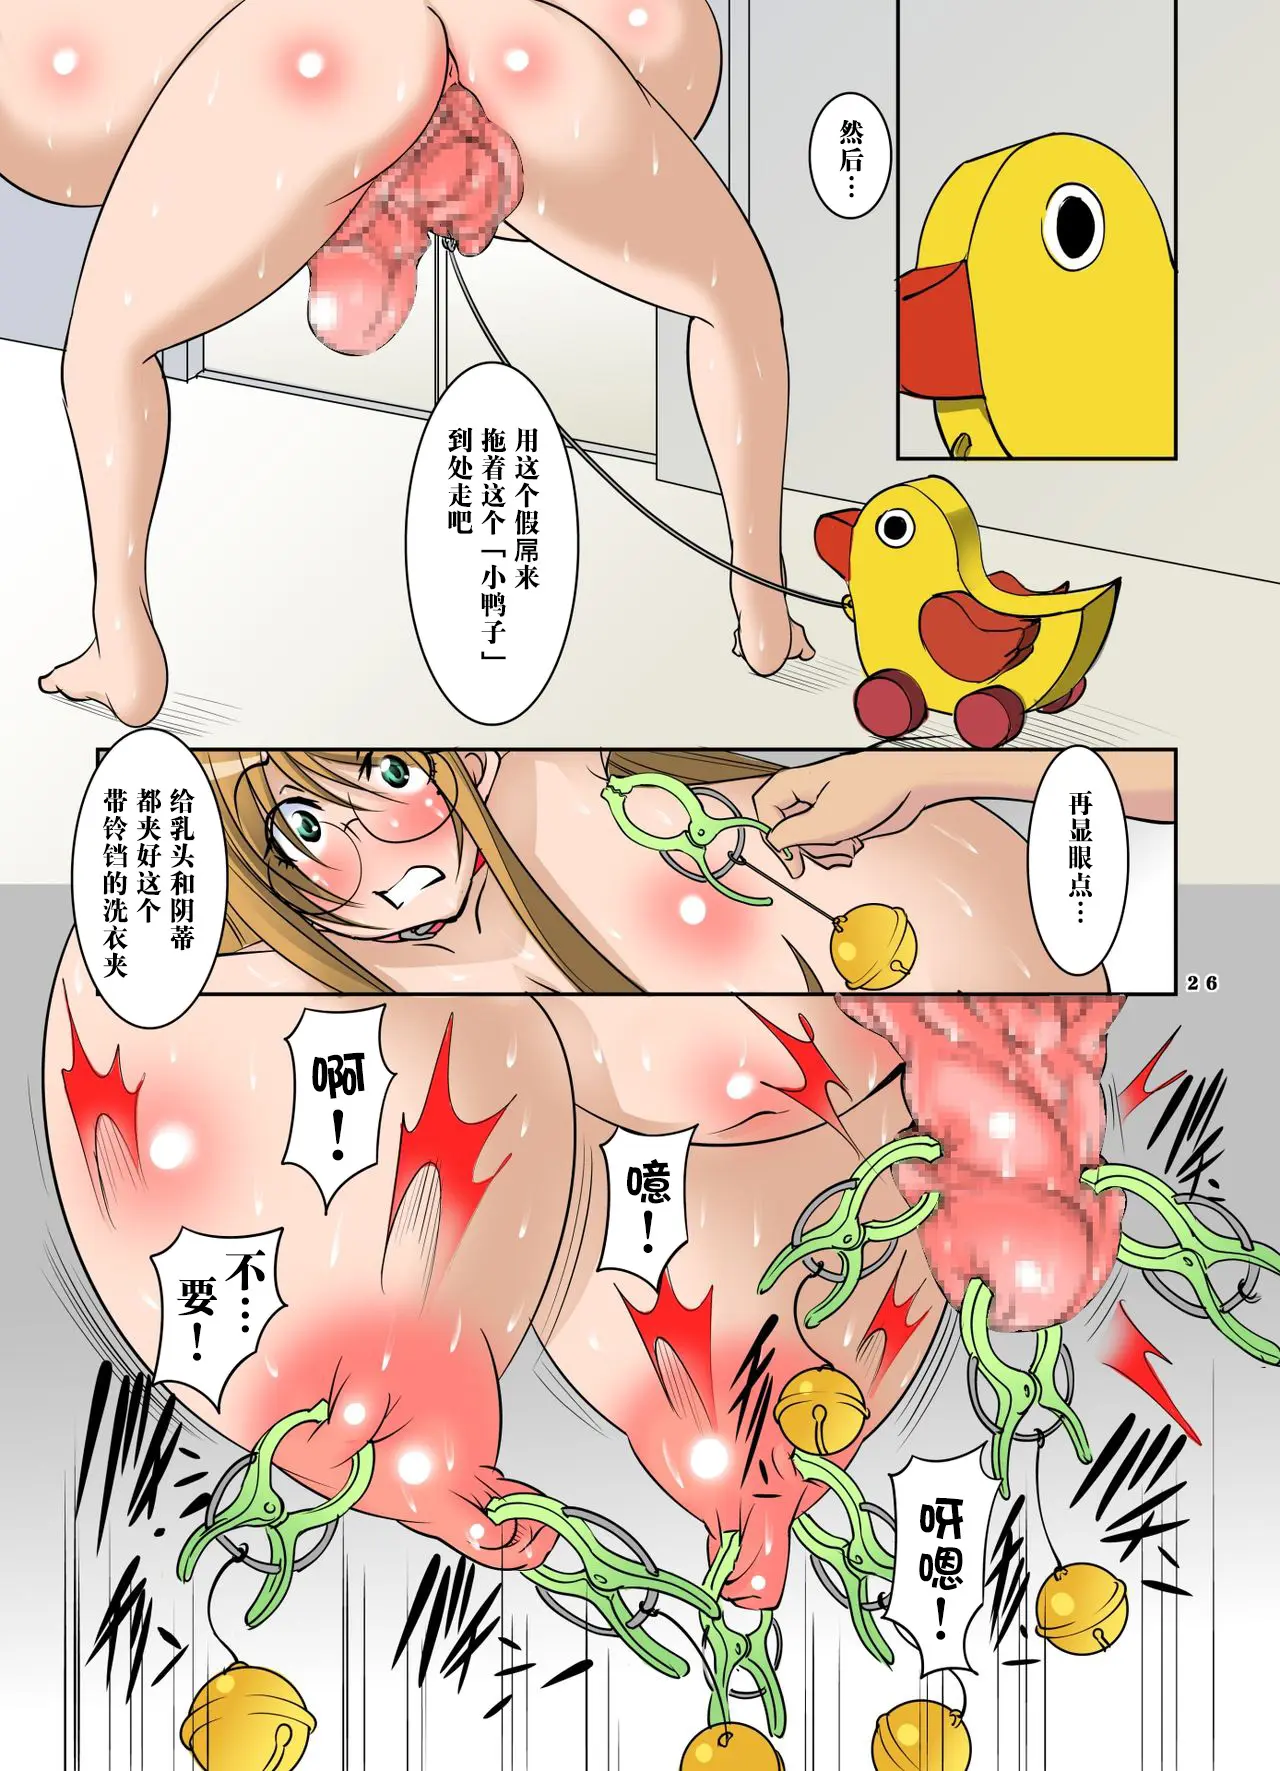 然后…
用这个假屌来
拖着这个「小鸭子」
到处走吧
再显眼点…
给乳头和阴蒂
都夹好这个
带铃铛的洗衣夹
啊！
噫！
不…
要！
呀嗯！
26